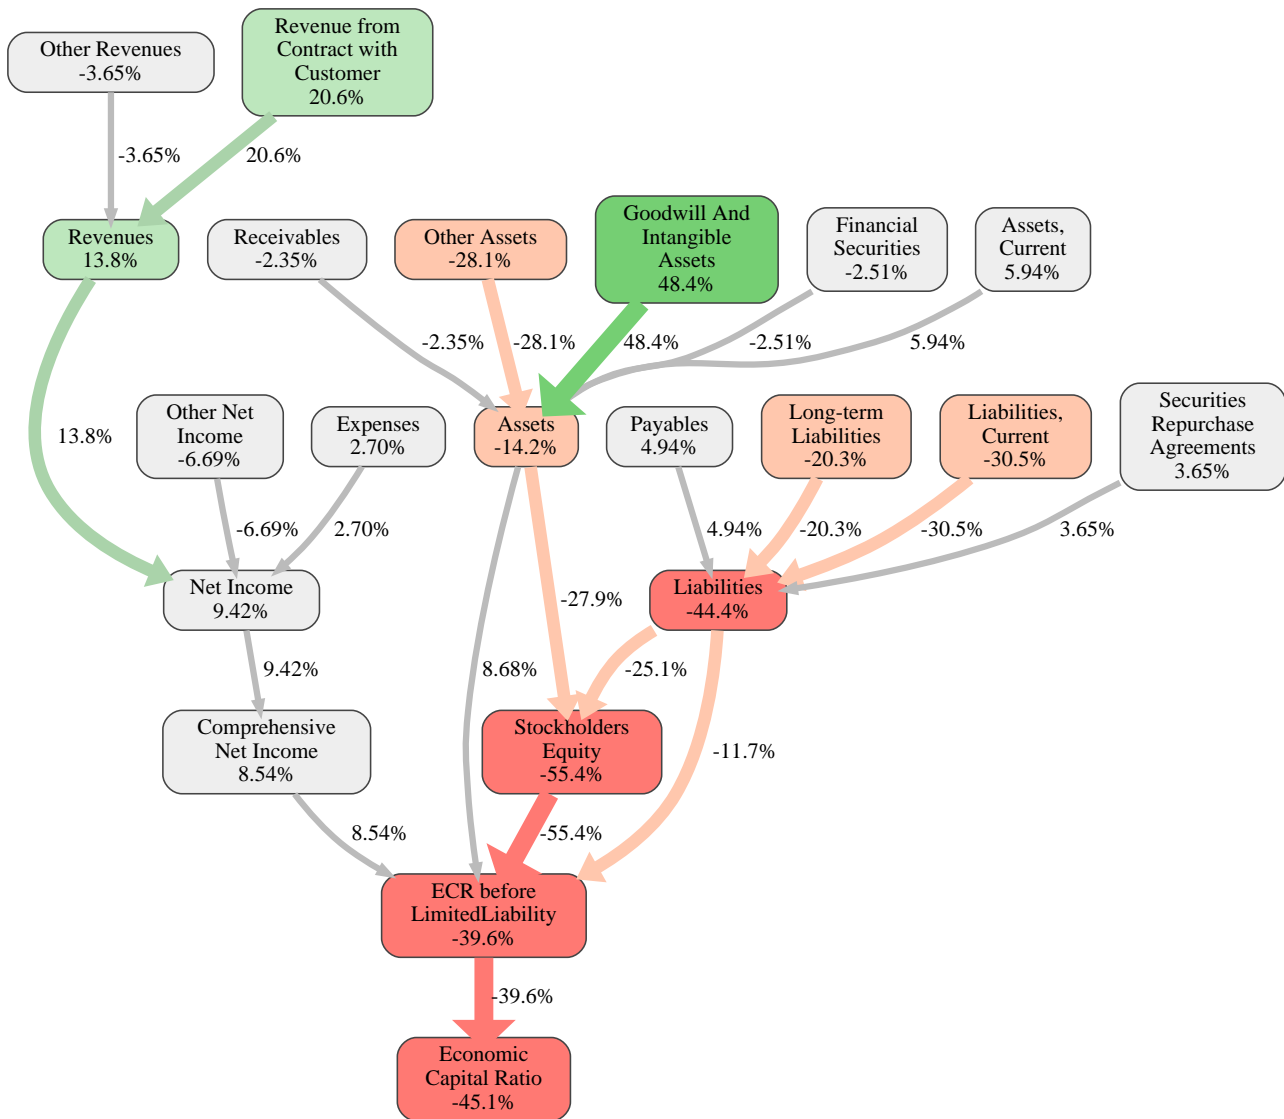 Other Revenues
-3.65%
Revenue from
Contract with
Customer
20.6%
-3.65%
20.6%
Revenues
13.8%
Receivables
-2.35%
Other Assets
-28.1%
Goodwill And
Intangible
Assets
48.4%
Financial
Securities
-2.51%
Assets,
Current
5.94%
-2.35%
-28.1%
48.4%
-2.51%
5.94%
13.8%
Other Net
Income
-6.69%
Expenses
2.70%
Assets
-14.2%
Payables
4.94%
Long-term
Liabilities
-20.3%
Liabilities,
Current
-30.5%
Securities
Repurchase
Agreements
3.65%
-6.69%
2.70%
4.94%
-20.3%
-30.5%
3.65%
Net Income
9.42%
-27.9%
Liabilities
-44.4%
9.42%
8.68%
-25.1%
Comprehensive
Net Income
8.54%
Stockholders
Equity
-55.4%
-11.7%
8.54%
-55.4%
ECR before
LimitedLiability
-39.6%
-39.6%
Economic
Capital Ratio
-45.1%